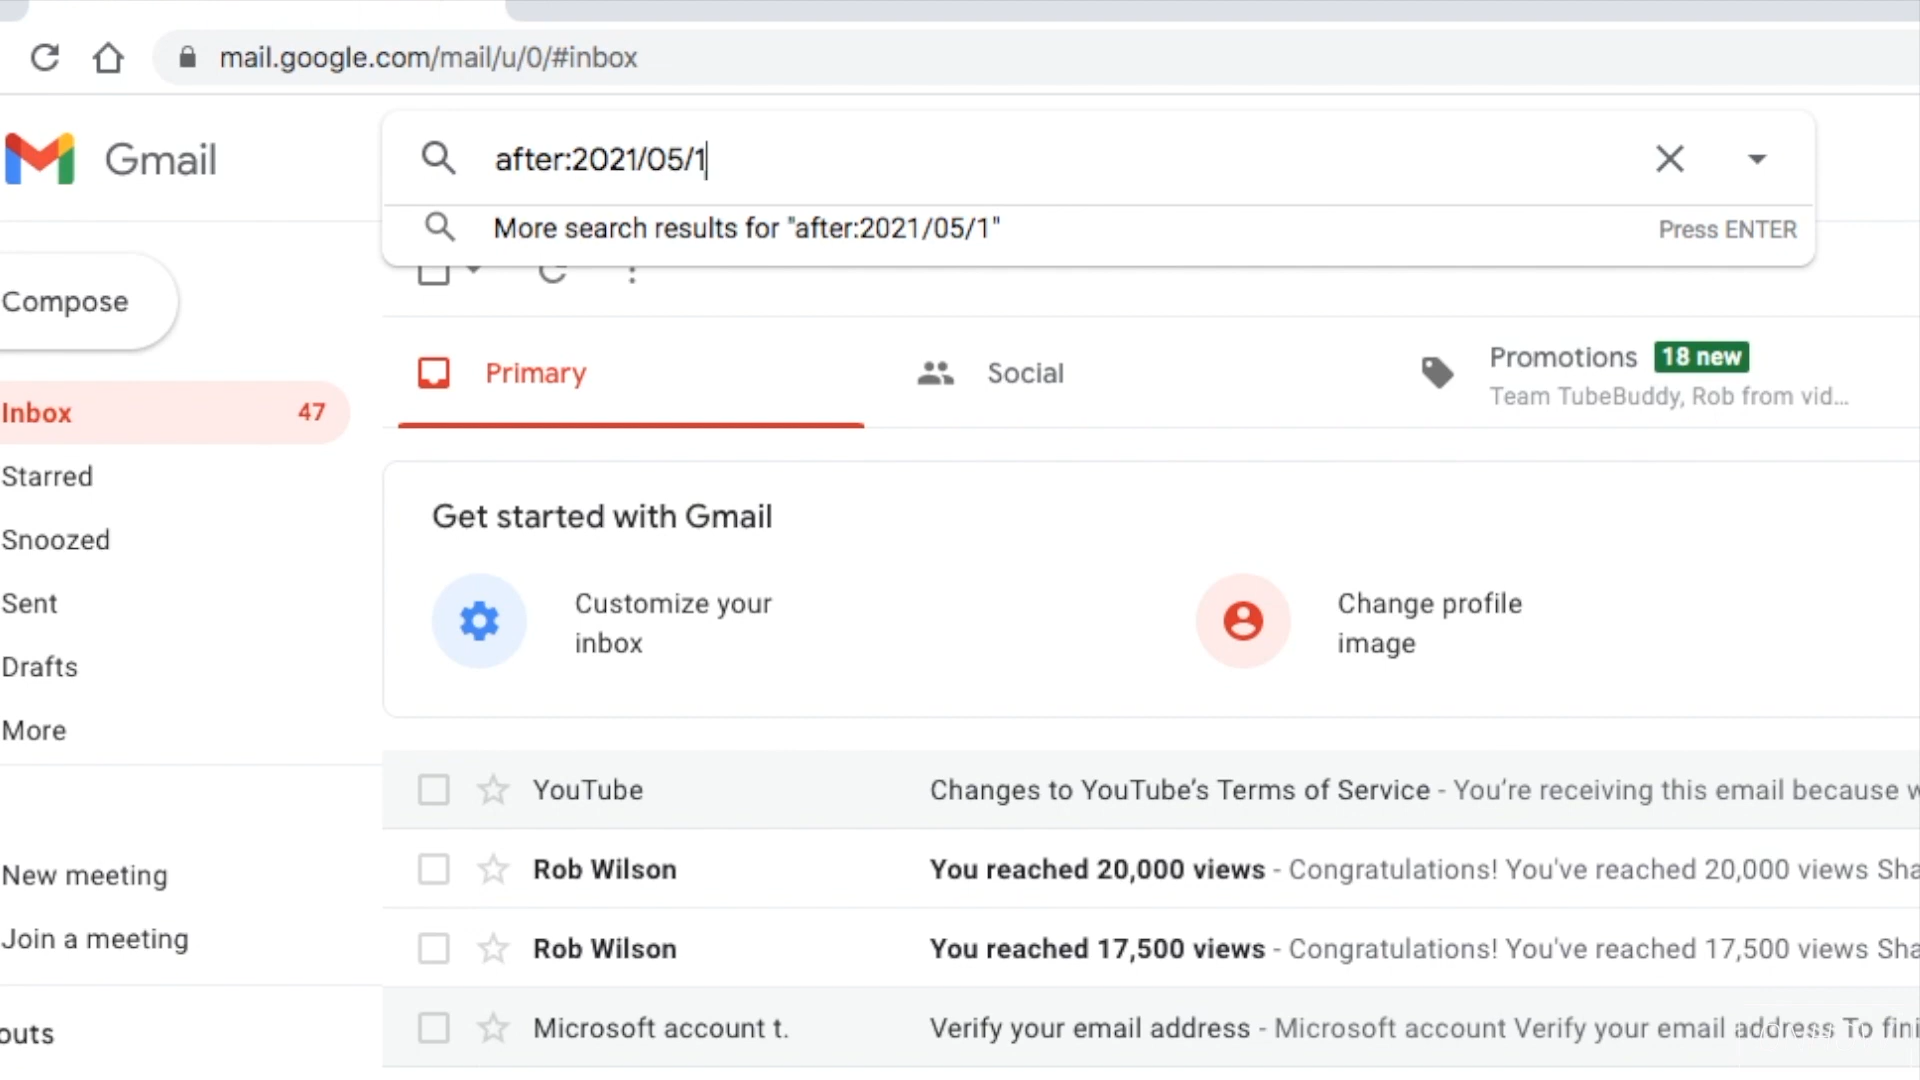 mail.google.com/mail/u/0/#inbox
Gmail
after:2021/05/1
More search results for "after:2021/05/1"
Press ENTER
Compose
Primary
Social
Promotions
18 new
Team TubeBuddy, Rob from vid...
Inbox
47
Starred
Snoozed
Sent
Drafts
More
Get started with Gmail
Customize your
inbox
Change profile
image
YouTube
Changes to YouTube's Terms of Service - You're receiving this email because w
Rob Wilson
You reached 20,000 views - Congratulations! You've reached 20,000 views Sha
Rob Wilson
You reached 17,500 views - Congratulations! You've reached 17,500 views Sha
New meeting
Join a meeting
outs
Microsoft account t.
Verify your email address - Microsoft account Verify your email address To fini